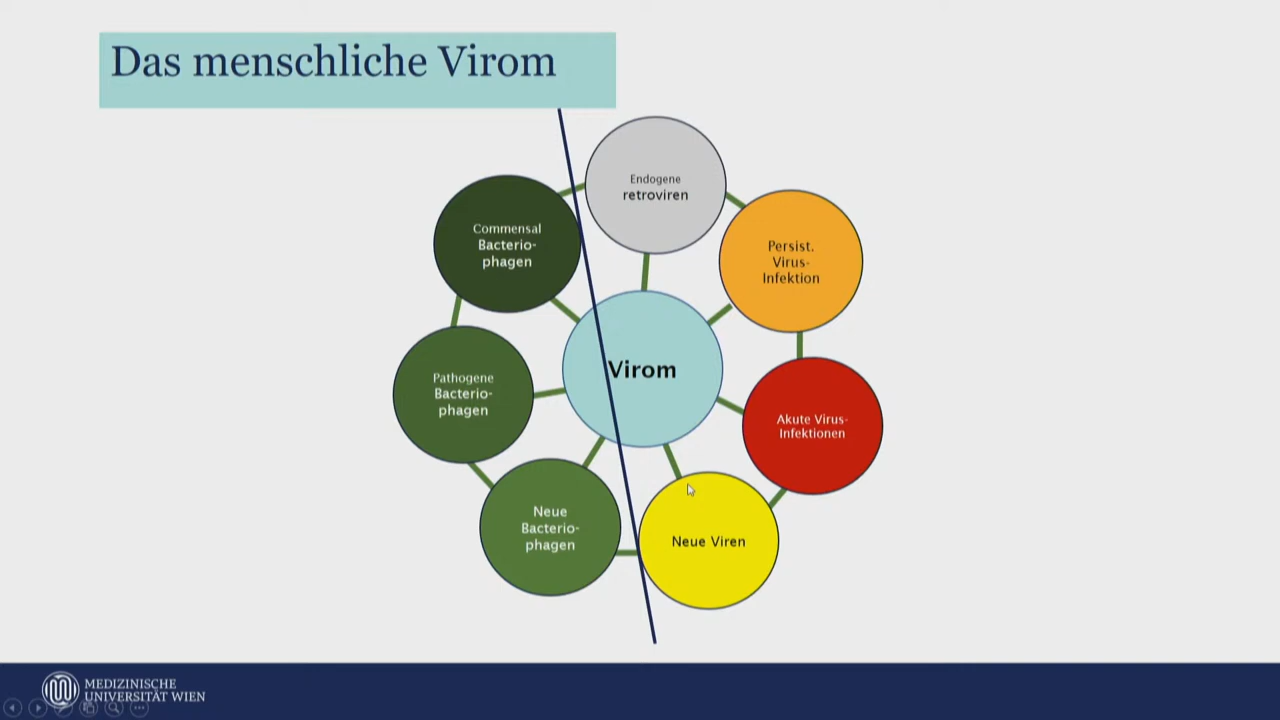 Das menschliche Virom
Endogene
retroviren
Commensal
Bacterio-
phagen
Persist.
Virus-
Infektion
Virom
Pathogene
Bacterio-
phagen
Akute Virus-
Infektionen
Neue
Bacterio-
phagen
Neue Viren
MEDIZINISCHE
UNIVERSITÄT WIEN